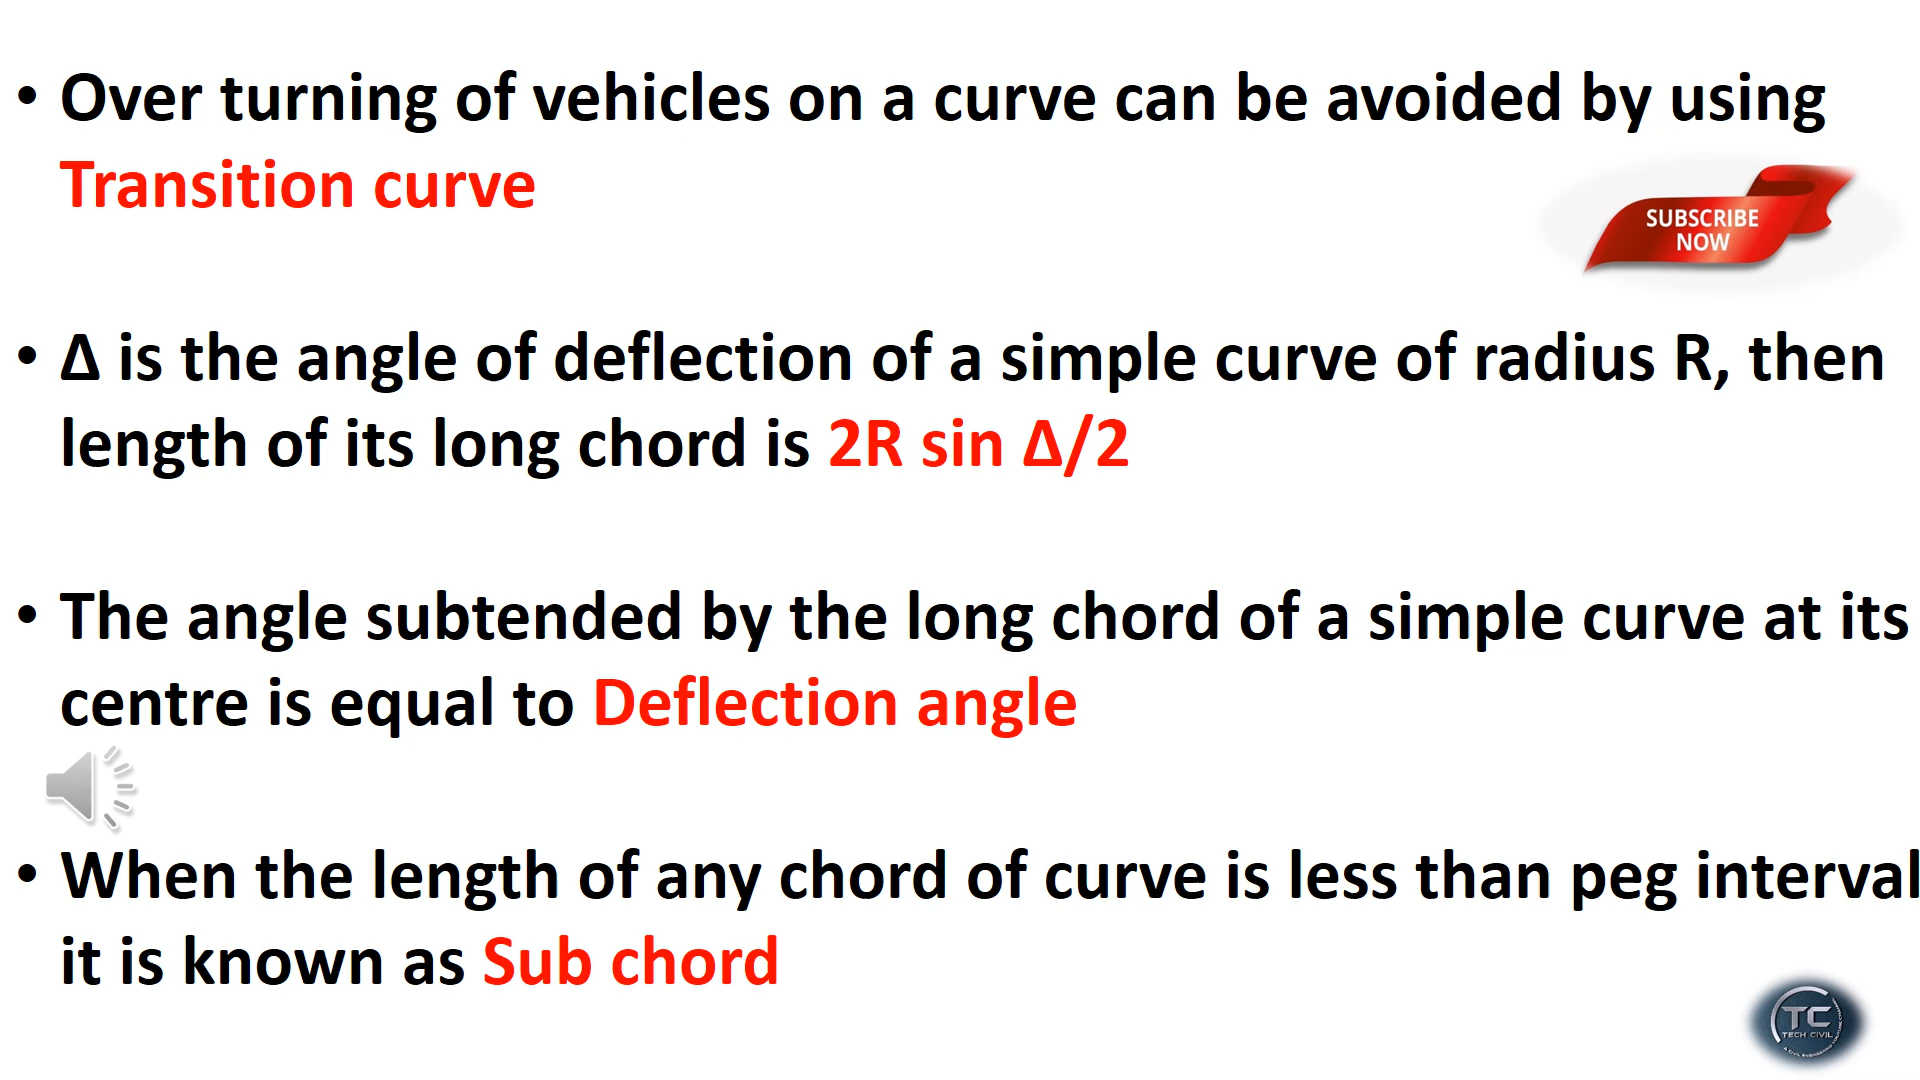 • Over turning of vehicles on a curve can be avoided by using
Transition curve
SUBSCRIBE
NOW
• Δ is the angle of deflection of a simple curve of radius R, then
length of its long chord is 2R sin Δ/2
• The angle subtended by the long chord of a simple curve at its
centre is equal to Deflection angle
• When the length of any chord of curve is less than peg interval
it is known as Sub chord
TC
TECH CIVIL